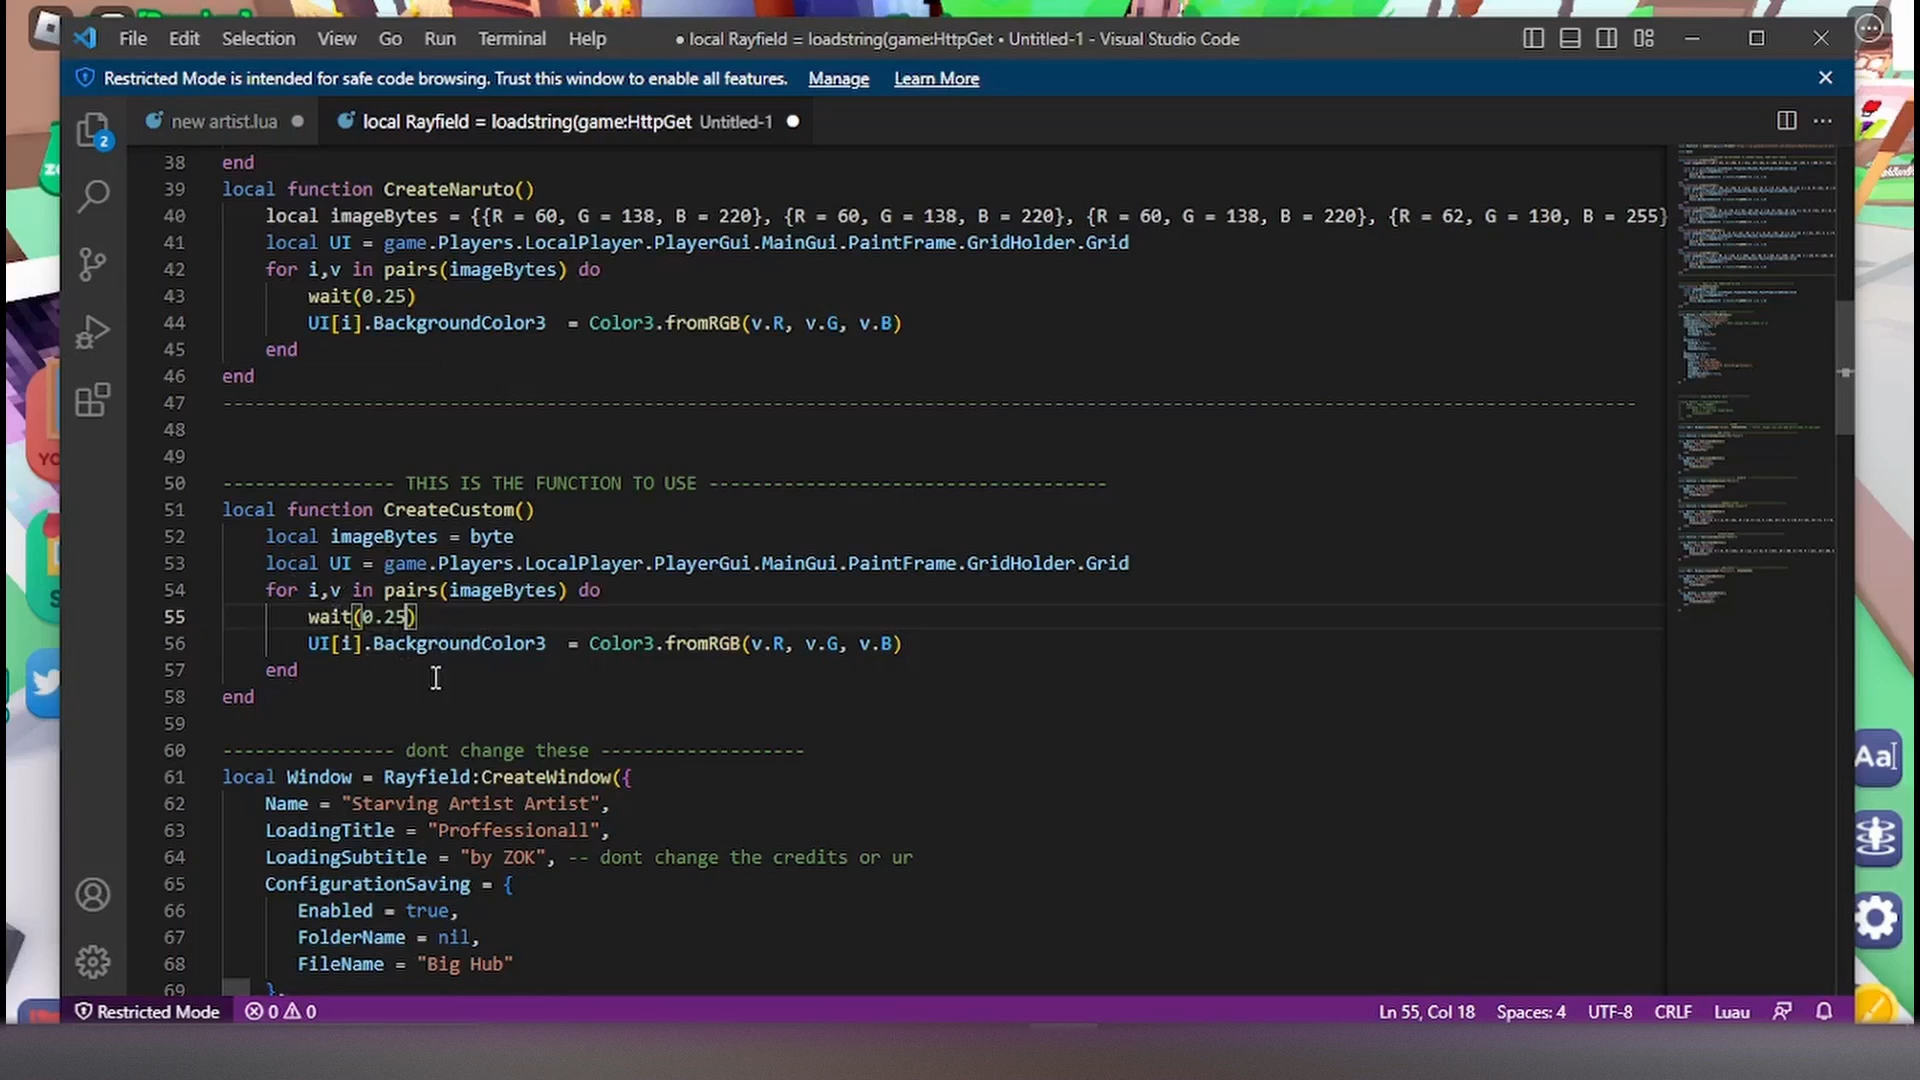 File Edit Selection View Go Run Terminal Help ● local Rayfield = loadstring(game:HttpGet • Untitled-1 - Visual Studio Code
Restricted Mode is intended for safe code browsing. Trust this window to enable all features. Manage Learn More
2
new artist.lua
local Rayfield = loadstring(game:HttpGet Untitled-1
38 end
39 local function CreateNaruto()
40 local imageBytes = {{R = 60, G = 138, B = 220}, {R = 60, G = 138, B = 220}, {R = 60, G = 138, B = 220}, {R = 62, G = 130, B = 255}
41 local UI = game.Players.LocalPlayer.PlayerGui.MainGui.PaintFrame.GridHolder.Grid
42 for i,v in pairs(imageBytes) do
43 wait(0.25)
44 UI[i].BackgroundColor3  = Color3.fromRGB(v.R, v.G, v.B)
45 end
46 end
47 -----------------------------------------------------------------------------------------------------------------------------------
48
49
50 ---------------- THIS IS THE FUNCTION TO USE -------------------------------------
51 local function CreateCustom()
52 local imageBytes = byte
53 local UI = game.Players.LocalPlayer.PlayerGui.MainGui.PaintFrame.GridHolder.Grid
54 for i,v in pairs(imageBytes) do
55 wait(0.25)
56 UI[i].BackgroundColor3  = Color3.fromRGB(v.R, v.G, v.B)
57 end
58 end
59
60 ---------------- dont change these -------------------
61 local Window = Rayfield:CreateWindow({
62 Name = "Starving Artist Artist",
63 LoadingTitle = "Proffessionall",
64 LoadingSubtitle = "by ZOK", -- dont change the credits or ur
65 ConfigurationSaving = {
66 Enabled = true,
67 FolderName = nil,
68 FileName = "Big Hub"
69 },
Restricted Mode 0 0 Ln 55, Col 18 Spaces: 4 UTF-8 CRLF Luau
Aa